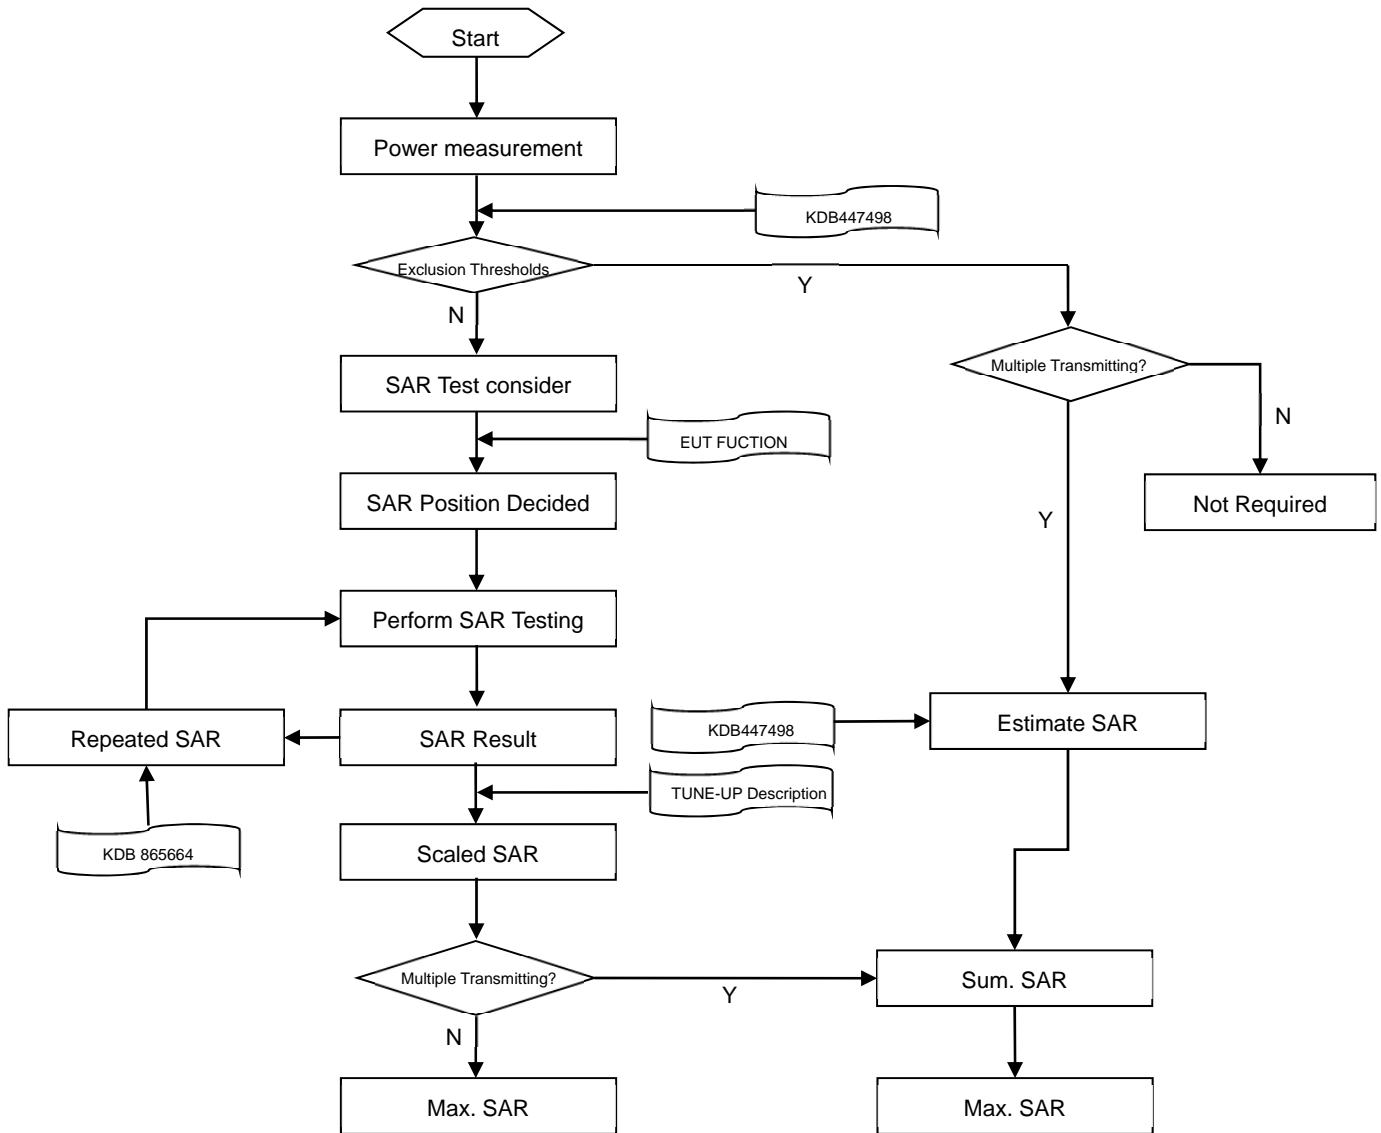 Start
Power measurement
KDB447498
Exclusion Thresholds
Y
N
Multiple Transmitting?
SAR Test consider
N
EUT FUCTION
SAR Position Decided
Not Required
Y
Perform SAR Testing
Repeated SAR
SAR Result
KDB447498
Estimate SAR
TUNE-UP Description
KDB 865664
Scaled SAR
Multiple Transmitting?
Y
Sum. SAR
N
Max. SAR
Max. SAR